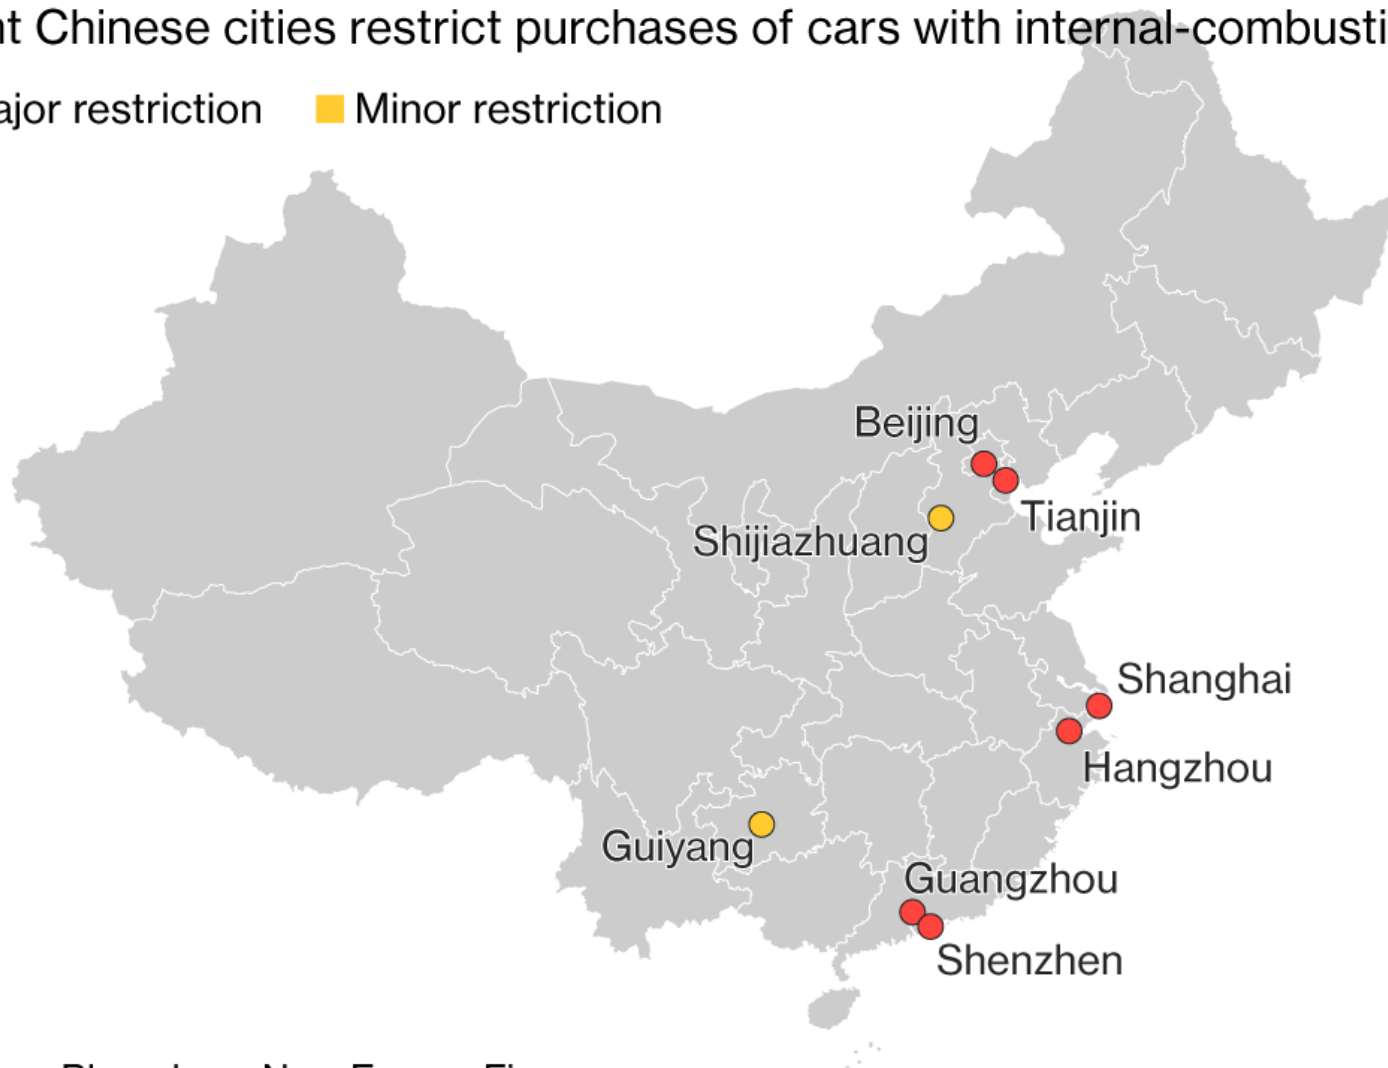 nt Chinese cities restrict purchases of cars with internal-combusti
ajor restriction Minor restriction
Beijing
Tianjin
Shijiazhuang
Shanghai
Hangzhou
Guiyang
Guangzhou
Shenzhen